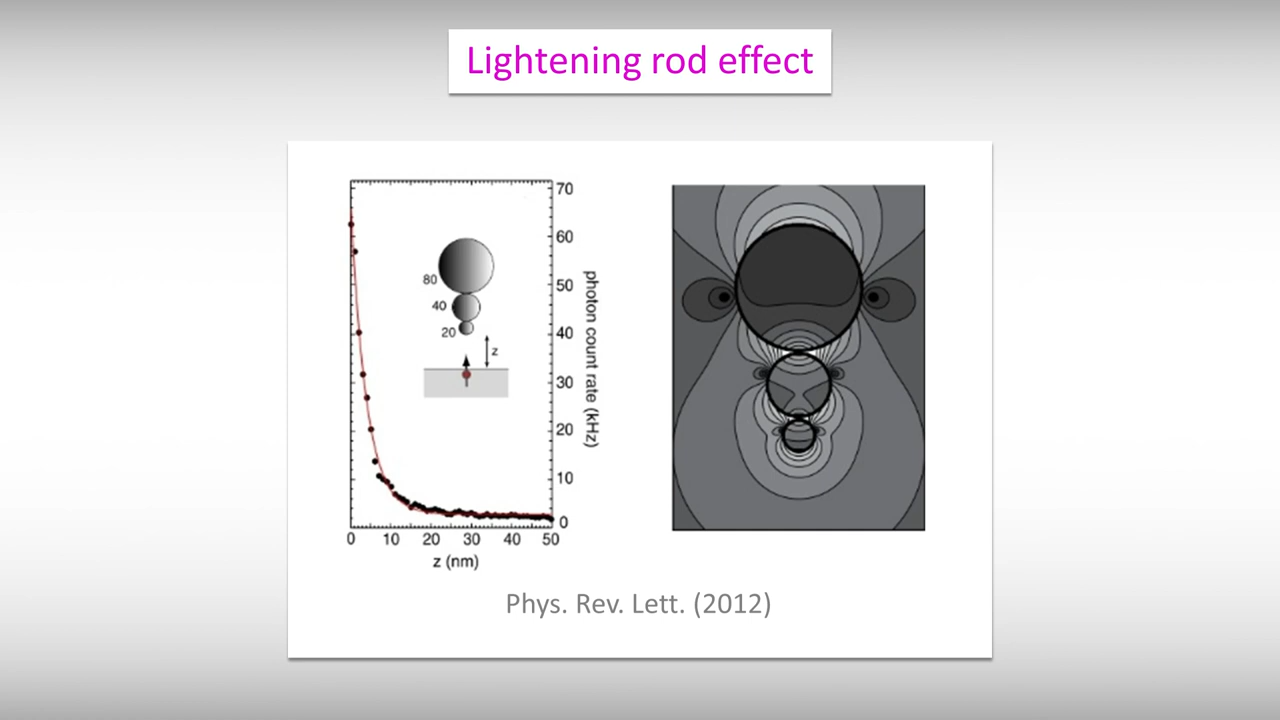 Lightening rod effect
70
60
50
40
30
20
10
0
photon count rate (kHz)
80
40
20
z
0 10 20 30 40 50
z (nm)
Phys. Rev. Lett. (2012)